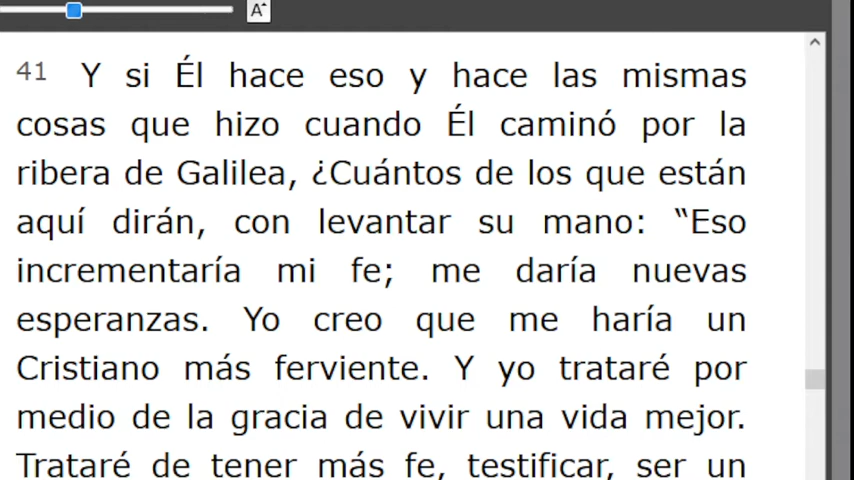 A
41 Y si Él hace eso y hace las mismas
cosas que hizo cuando Él caminó por la
ribera de Galilea, ¿Cuántos de los que están
aquí dirán, con levantar su mano: “Eso
incrementaría mi fe; me daría nuevas
esperanzas. Yo creo que me haría un
Cristiano más ferviente. Y yo trataré por
medio de la gracia de vivir una vida mejor.
Trataré de tener más fe, testificar, ser un